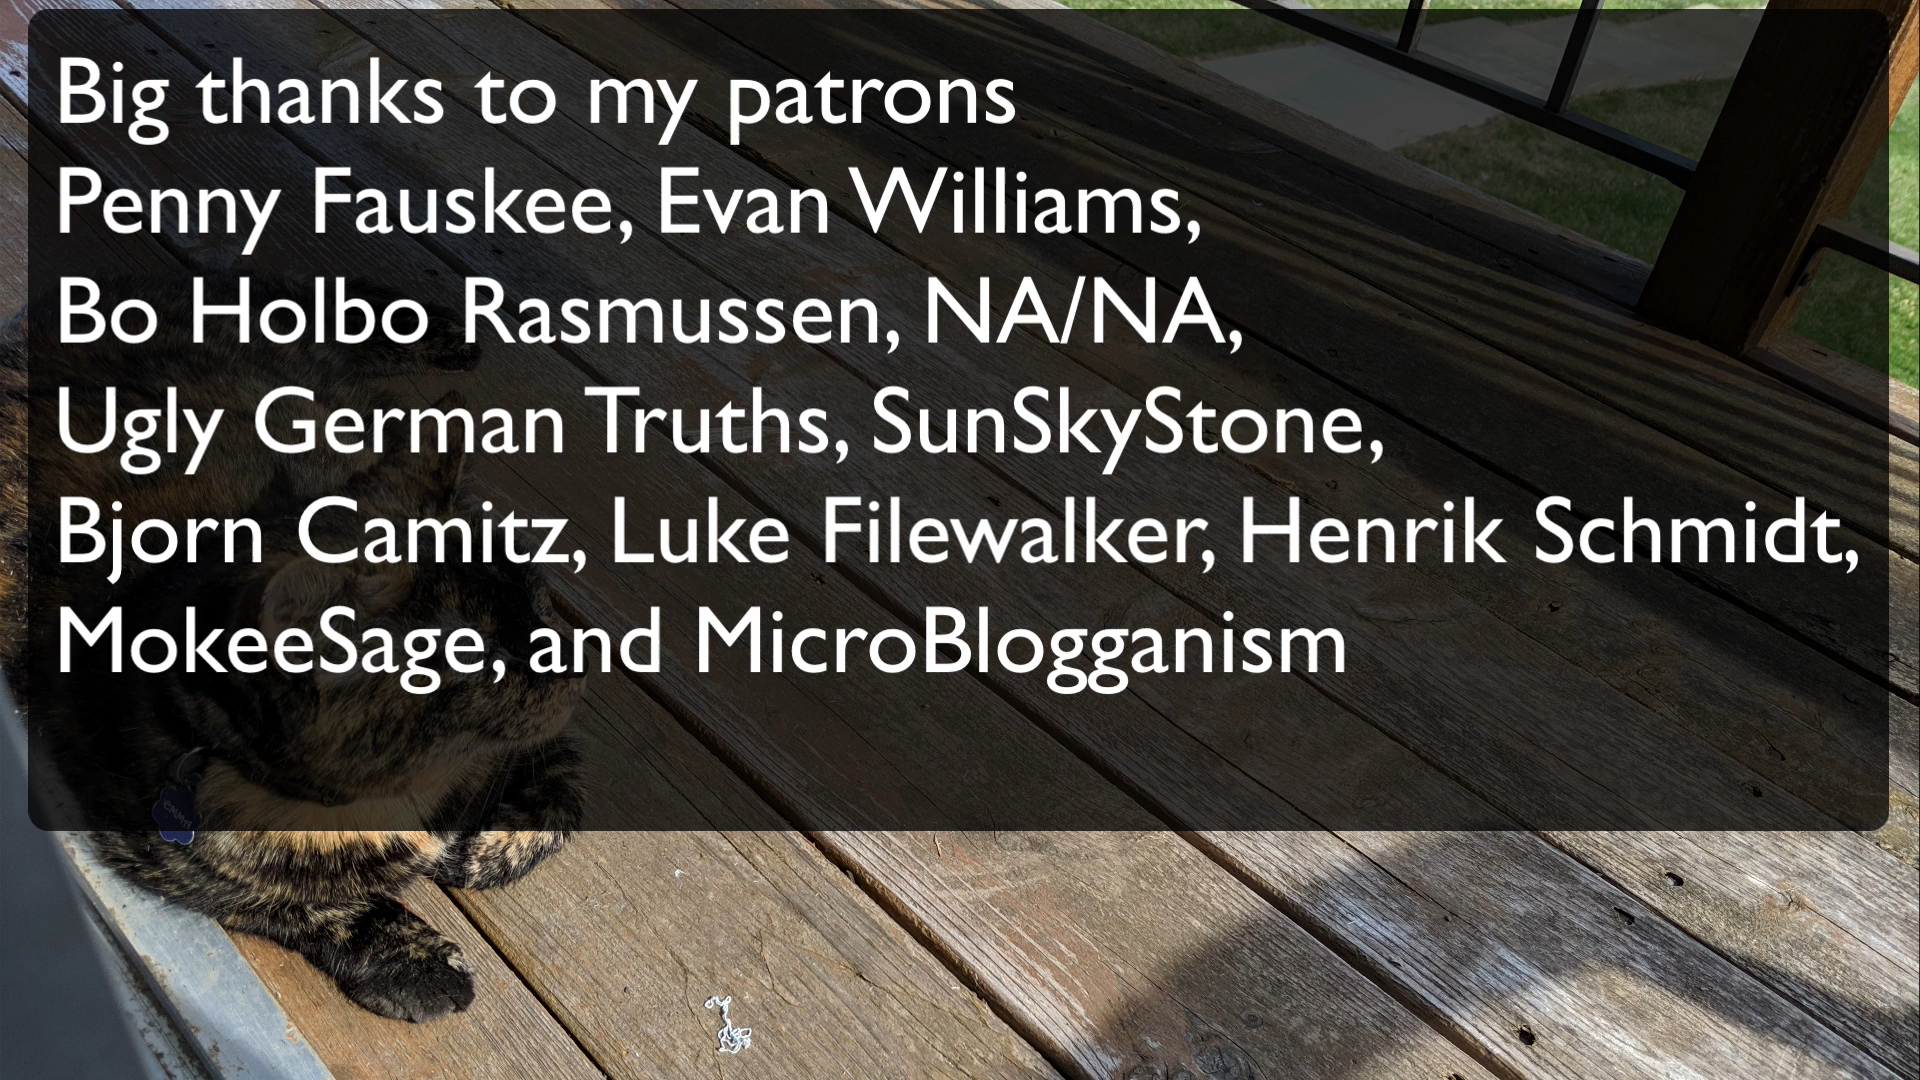 Big thanks to my patrons
Penny Fauskee, Evan Williams,
Bo Holbo Rasmussen, NA/NA,
Ugly German Truths, SunSkyStone,
Bjorn Camitz, Luke Filewalker, Henrik Schmidt,
MokeeSage, and MicroBlogganism